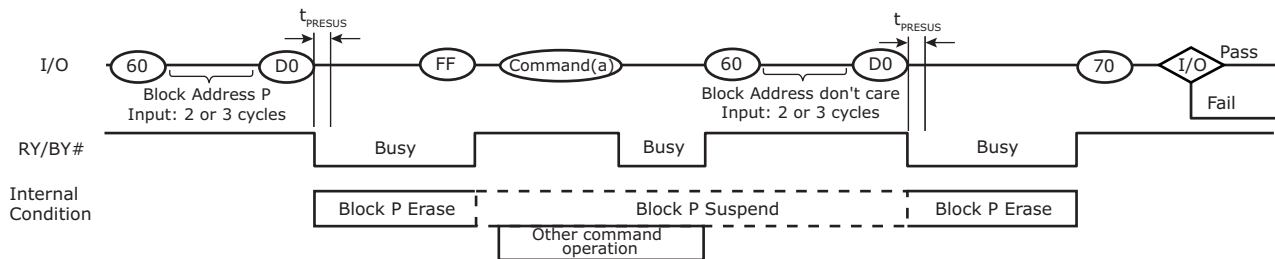 tPRESUS
tPRESUS
I/O
60
D0
FF
Command(a)
60
D0
70
I/O
Pass
Fail
Block Address P
Input: 2 or 3 cycles
Block Address don't care
Input: 2 or 3 cycles
RY/BY#
Busy
Busy
Busy
Internal
Condition
Block P Erase
Block P Suspend
Block P Erase
Other command
operation